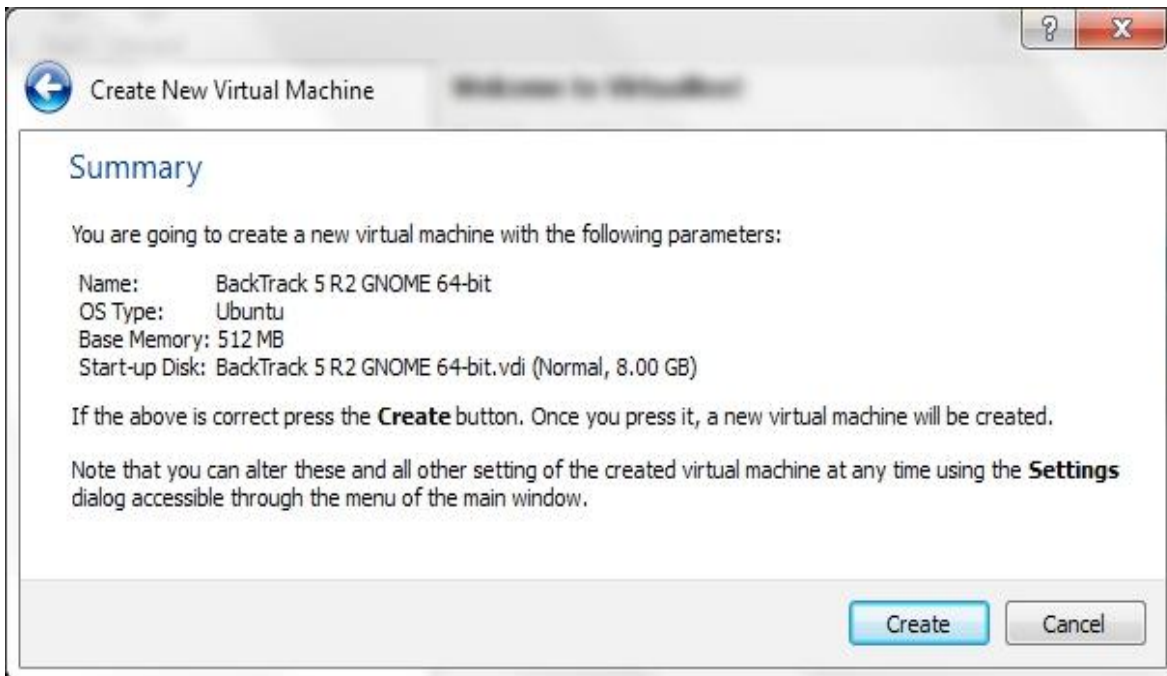 ?
X
Create New Virtual Machine
Welcome to VirtualBox!
Summary
You are going to create a new virtual machine with the following parameters:
Name: BackTrack 5 R2 GNOME 64-bit
OS Type: Ubuntu
Base Memory: 512 MB
Start-up Disk: BackTrack 5 R2 GNOME 64-bit.vdi (Normal, 8.00 GB)
If the above is correct press the Create button. Once you press it, a new virtual machine will be created.
Note that you can alter these and all other setting of the created virtual machine at any time using the Settings
dialog accessible through the menu of the main window.
Create
Cancel